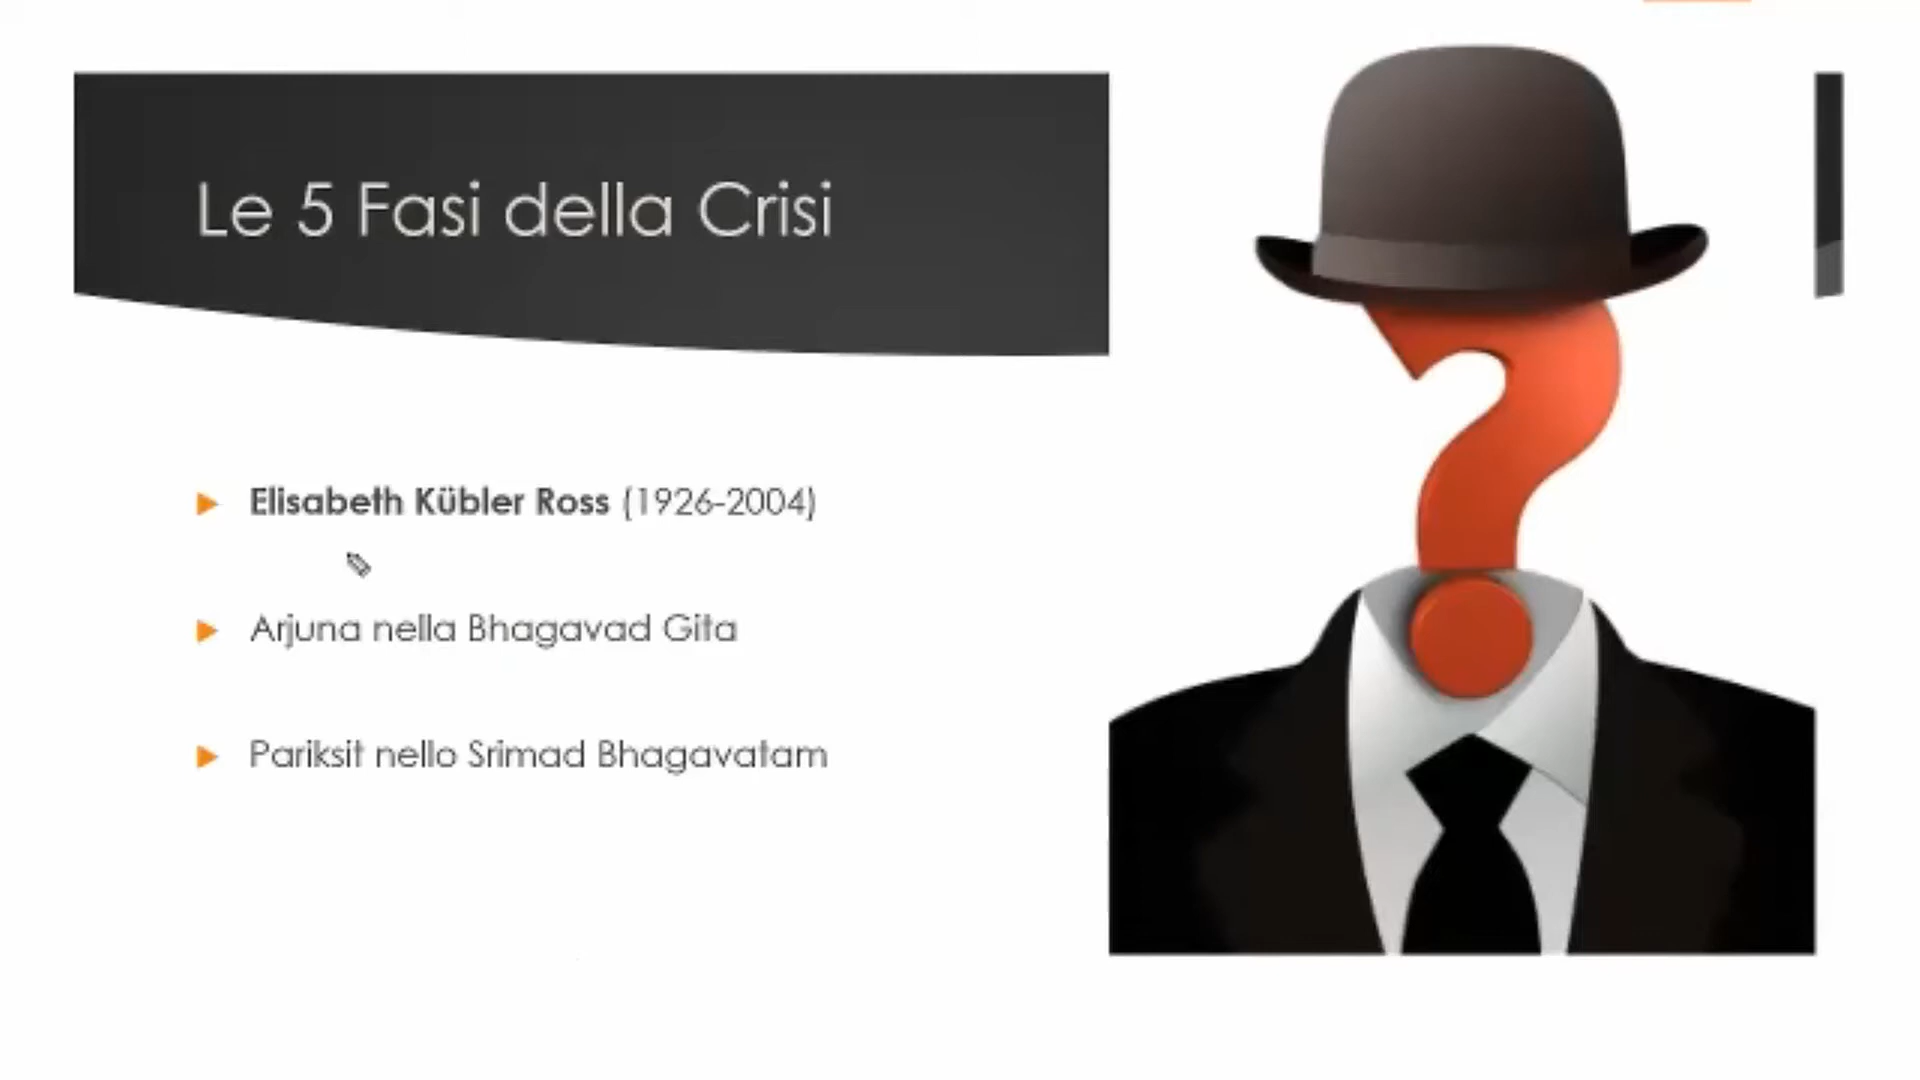 Le 5 Fasi della Crisi
Elisabeth Kübler Ross (1926-2004)
Arjuna nella Bhagavad Gita
Pariksit nello Srimad Bhagavatam